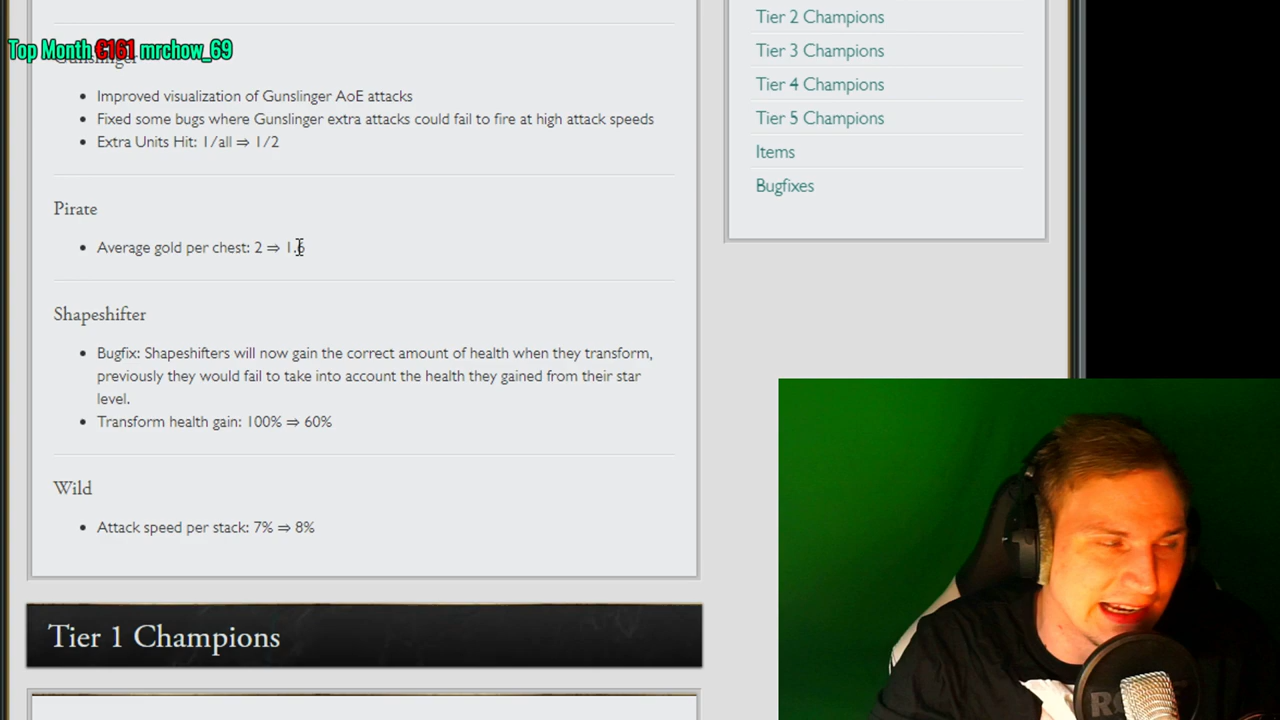 Top Month €161 mrchow_69
Gunslinger
• Improved visualization of Gunslinger AoE attacks
• Fixed some bugs where Gunslinger extra attacks could fail to fire at high attack speeds
• Extra Units Hit: 1/all ⇒ 1/2
Pirate
• Average gold per chest: 2 ⇒ 1.6
Shapeshifter
• Bugfix: Shapeshifters will now gain the correct amount of health when they transform,
previously they would fail to take into account the health they gained from their star
level.
• Transform health gain: 100% ⇒ 60%
Wild
• Attack speed per stack: 7% ⇒ 8%
Tier 1 Champions
Tier 2 Champions
Tier 3 Champions
Tier 4 Champions
Tier 5 Champions
Items
Bugfixes